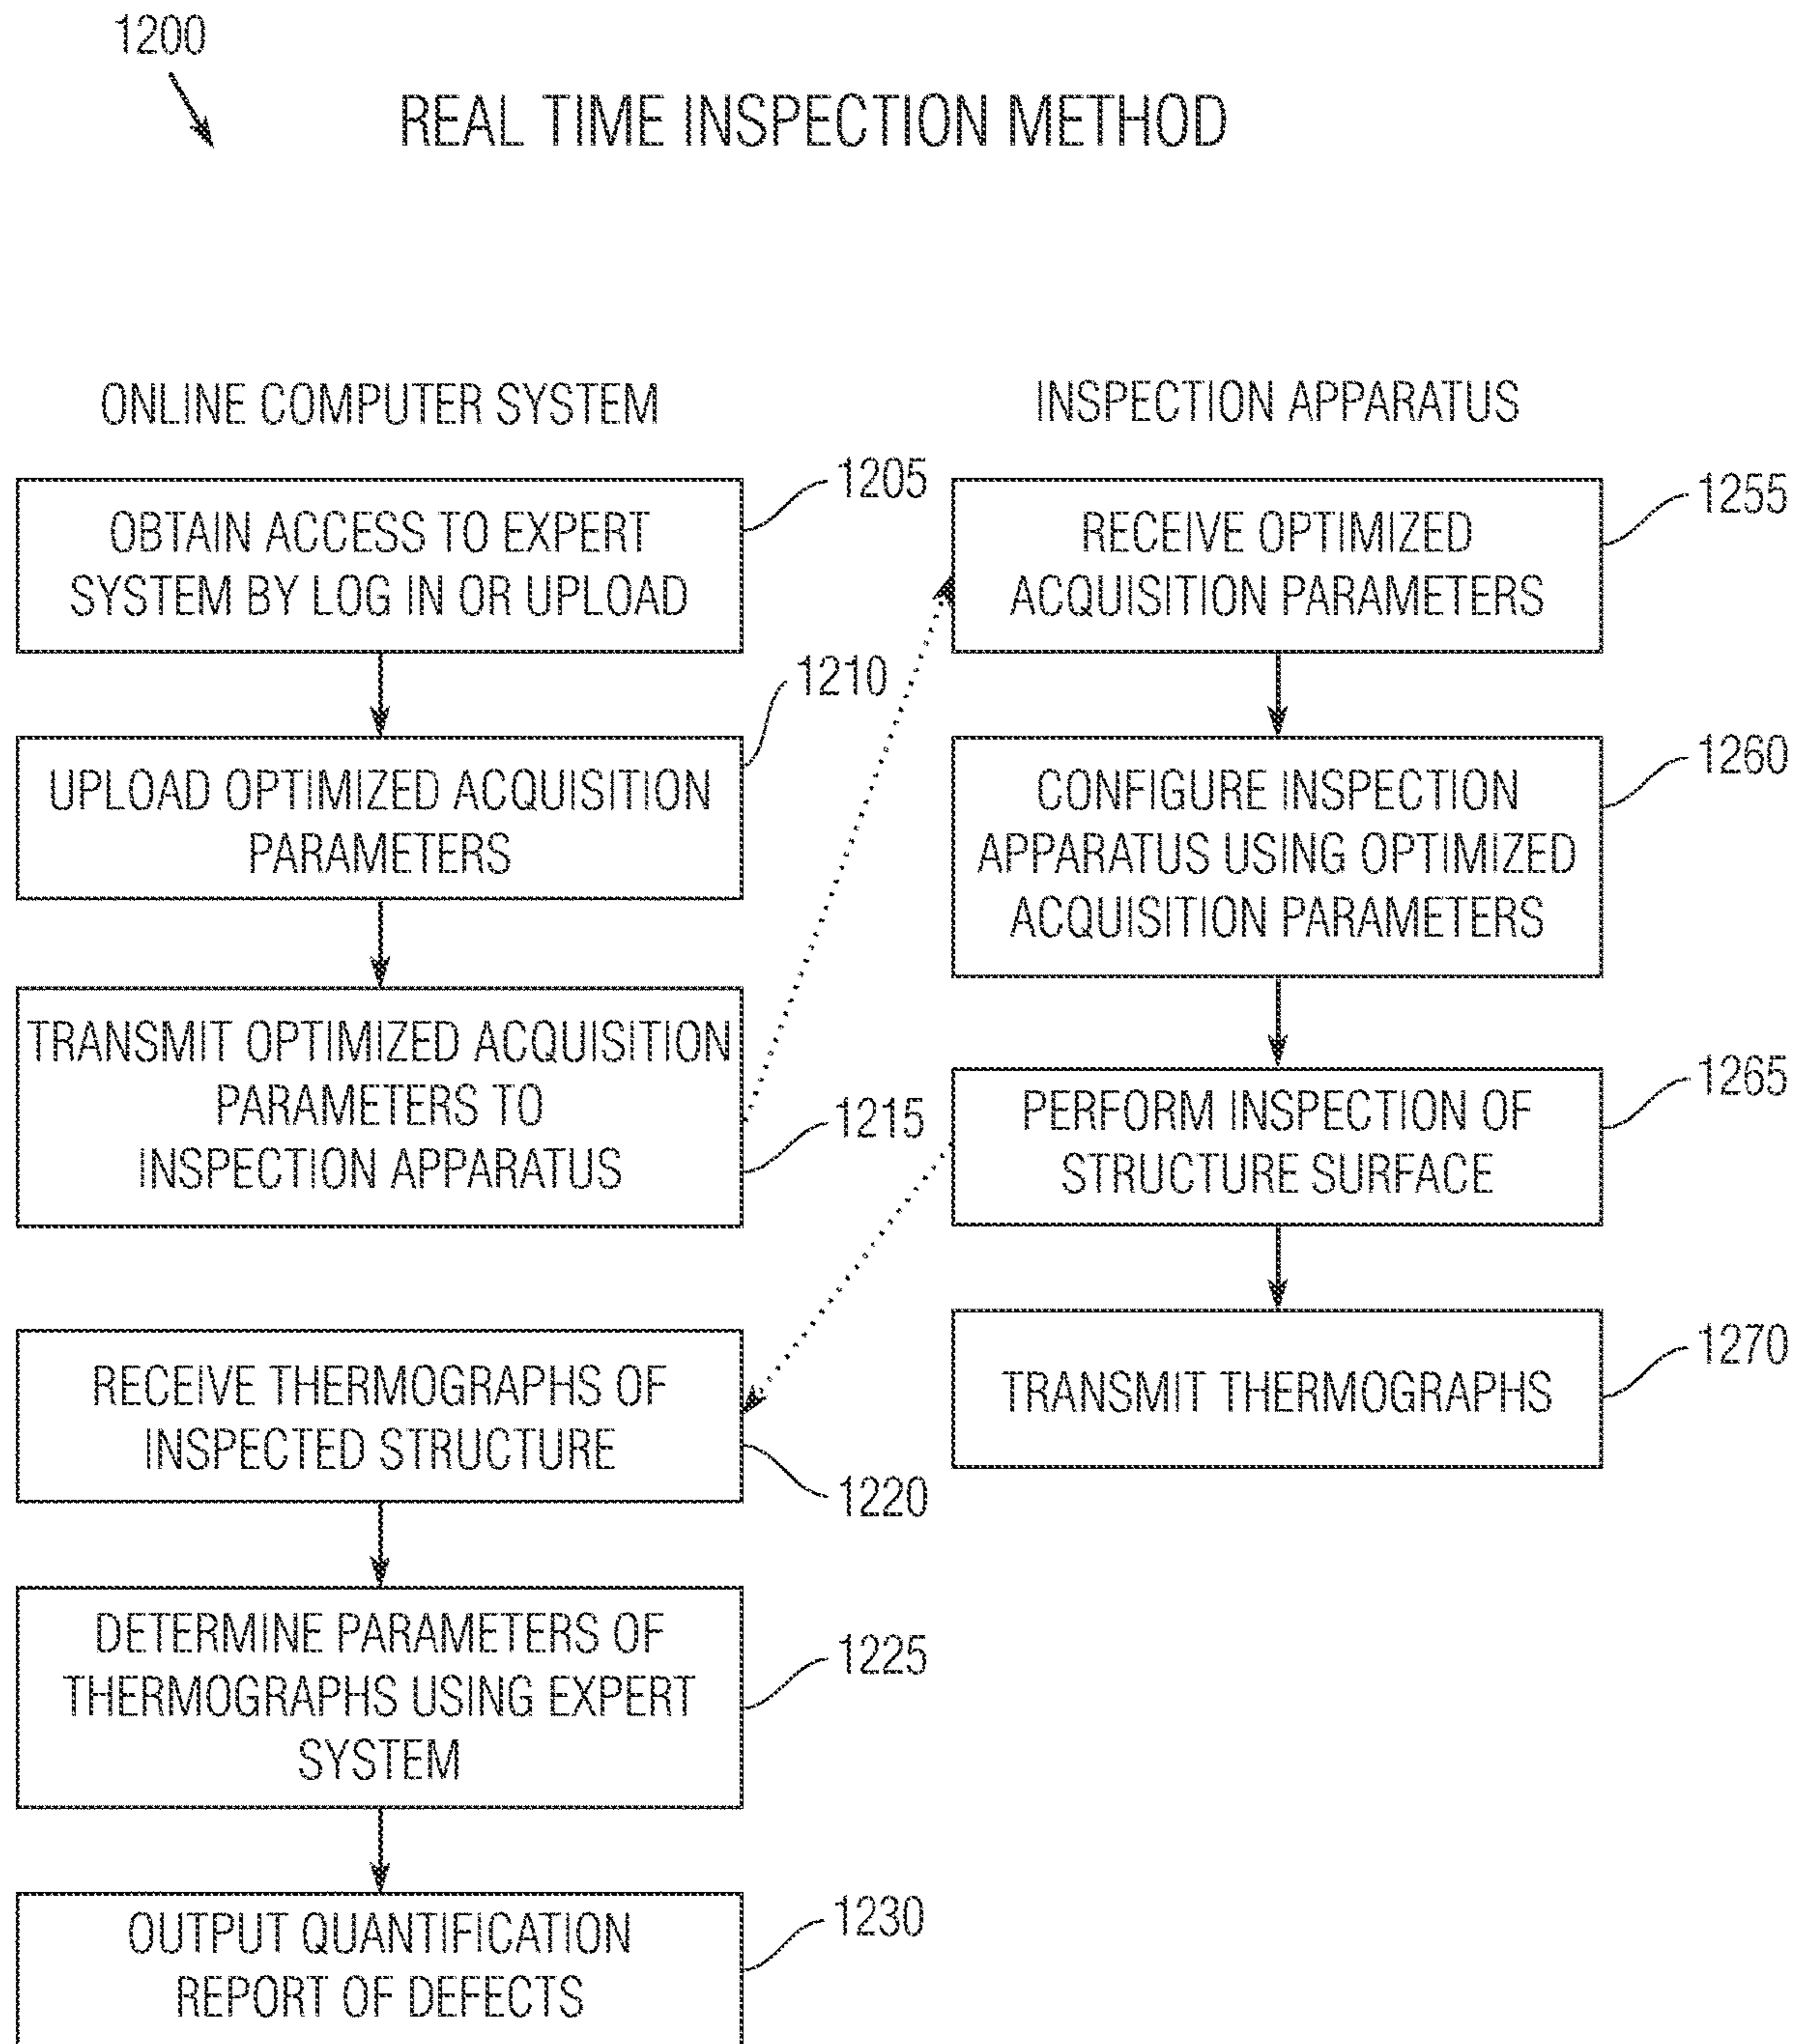 1200
REAL TIME INSPECTION METHOD
ONLINE COMPUTER SYSTEM
OBTAIN ACCESS TO EXPERT
SYSTEM BY LOG IN OR UPLOAD
1205
UPLOAD OPTIMIZED ACQUISITION
PARAMETERS
1210
TRANSMIT OPTIMIZED ACQUISITION
PARAMETERS TO
INSPECTION APPARATUS
1215
RECEIVE THERMOGRAPHS OF
INSPECTED STRUCTURE
1220
DETERMINE PARAMETERS OF
THERMOGRAPHS USING EXPERT
SYSTEM
1225
OUTPUT QUANTIFICATION
REPORT OF DEFECTS
1230
INSPECTION APPARATUS
RECEIVE OPTIMIZED
ACQUISITION PARAMETERS
1255
CONFIGURE INSPECTION
APPARATUS USING OPTIMIZED
ACQUISITION PARAMETERS
1260
PERFORM INSPECTION OF
STRUCTURE SURFACE
1265
TRANSMIT THERMOGRAPHS
1270